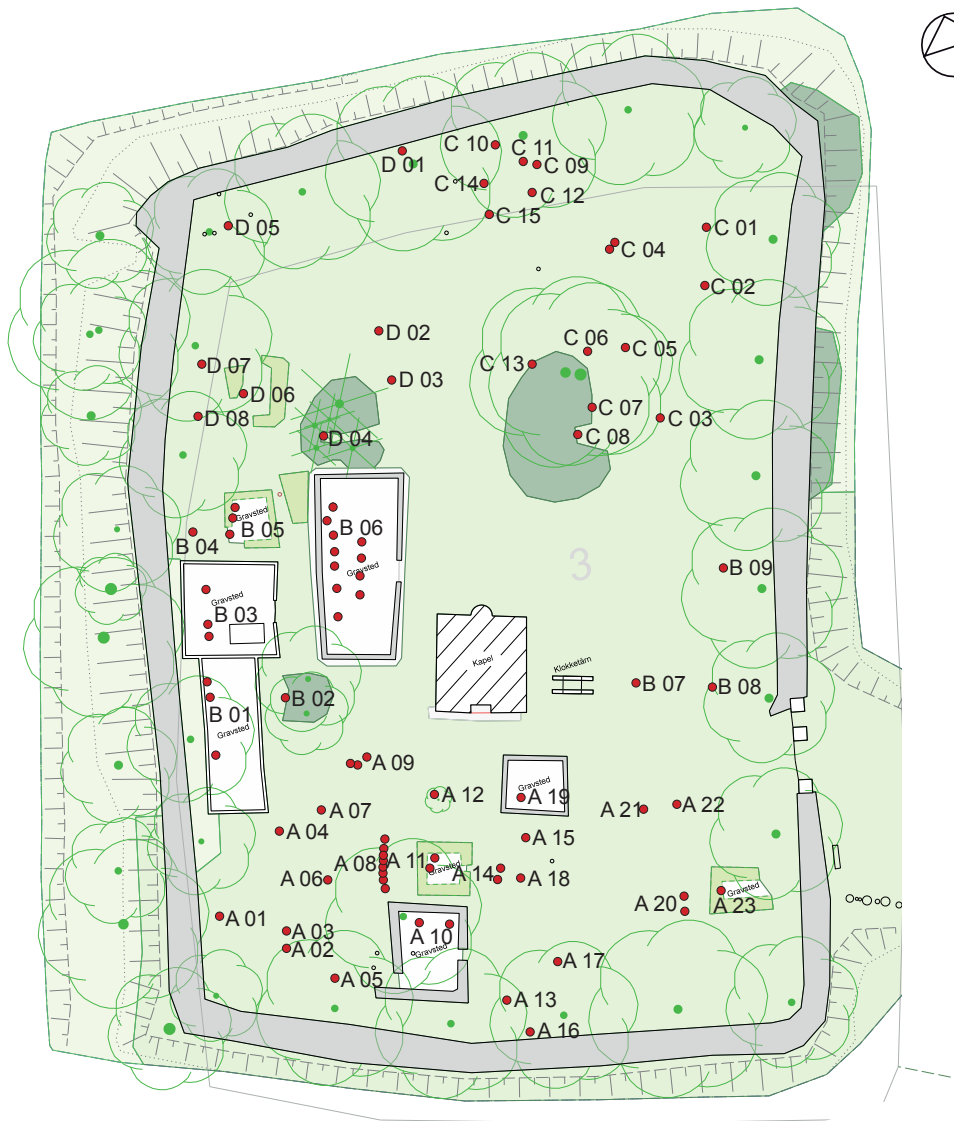 C 10
C 11
D 01
C 09
C 14
C 12
C 15
D 05
C 01
C 04
C 02
D 02
C 06
C 05
C 13
D 07
D 03
D 06
C 07
D 08
C 03
D 04
C 08
Gravsted
B 05
B 06
B 04
3
Gravsted
B 09
Gravsted
B 03
Kapel
Klokketårn
B 07
B 08
B 02
B 01
Gravsted
A 09
Gravsted
A 12
A 19
A 22
A 07
A 21
A 04
A 15
A 08
A 11
Gravsted
A 14
A 06
A 18
Gravsted
A 20
A 23
A 01
A 03
A 10
A 02
Gravsted
A 17
A 05
A 13
A 16